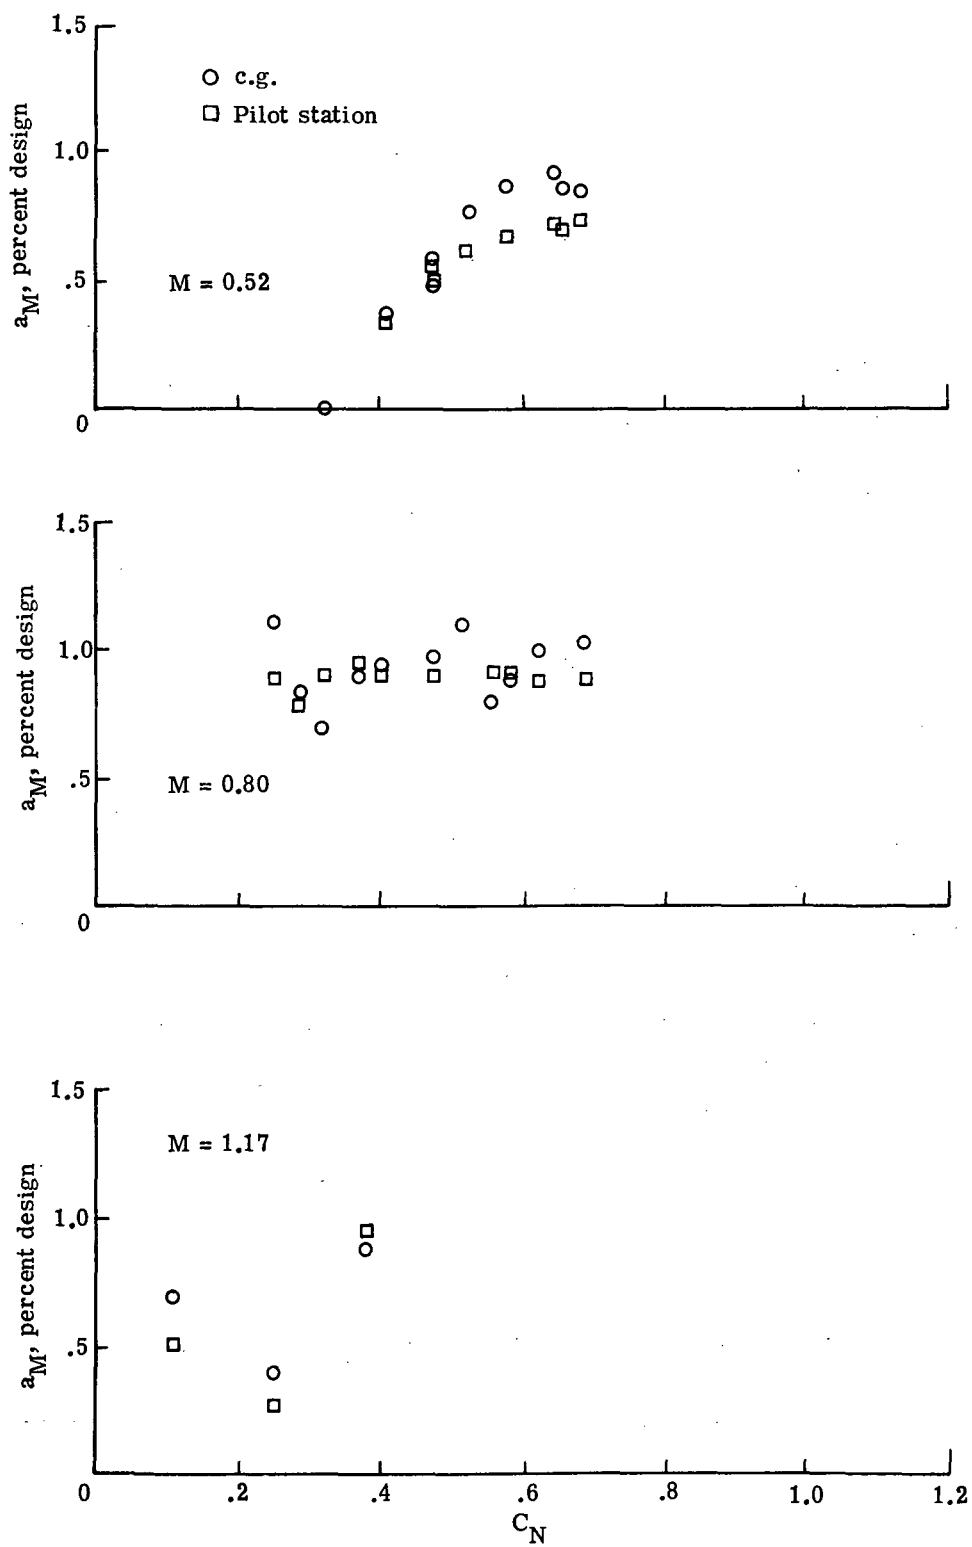 1.5
c.g.
Pilot station
1.0
aM, percent design
M = 0.52
.5
0
1.5
1.0
aM, percent design
M = 0.80
.5
0
1.5
M = 1.17
1.0
aM, percent design
.5
0 .2 .4 .6 .8 1.0 1.2
CN